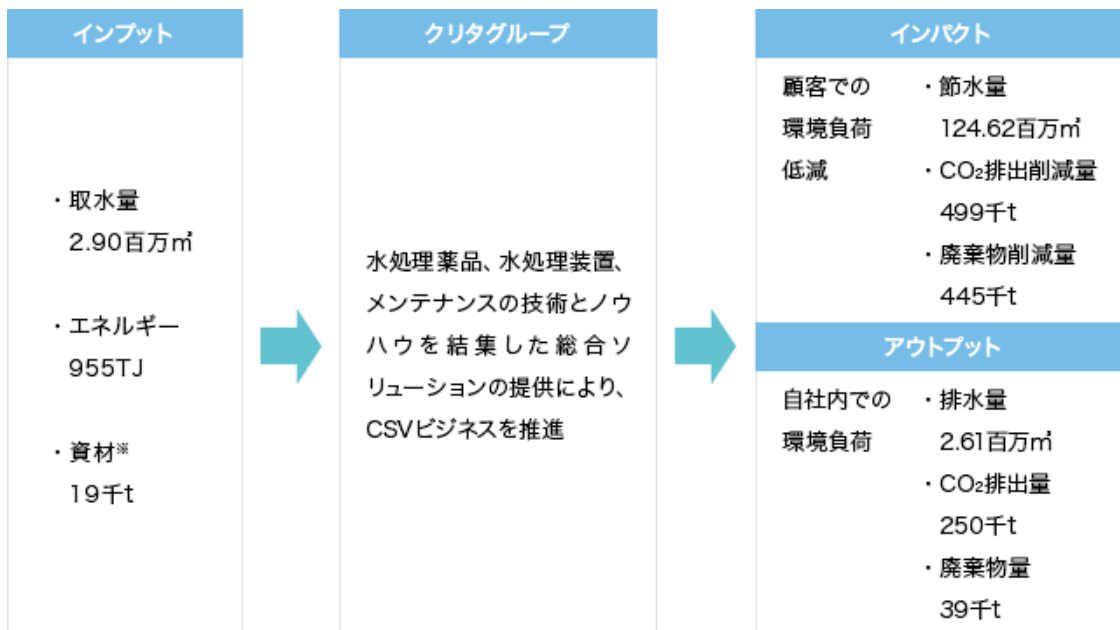 インプット
・取水量
2.90百万㎥
・エネルギー
955TJ
・資材※
19千t
クリタグループ
水処理薬品、水処理装置、
メンテナンスの技術とノウ
ハウを結集した総合ソ
リューションの提供により、
CSVビジネスを推進
インパクト
顧客での
環境負荷
低減
・節水量
124.62百万㎥
・CO₂排出削減量
499千t
・廃棄物削減量
445千t
アウトプット
自社内での
環境負荷
・排水量
2.61百万㎥
・CO₂排出量
250千t
・廃棄物量
39千t